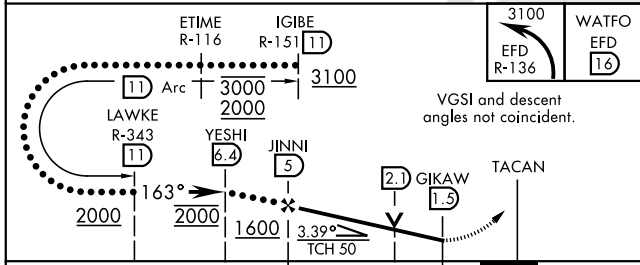 ETIME
R-116
IGIBE
R-151 11
3100
11 Arc
3000
2000
3100
EFD
R-136
WATFO
EFD
16
VGSI and descent
angles not coincident.
LAWKE
R-343
11
YESHI
6.4
JINNI
5
2.1
GIKAW
1.5
TACAN
163°
2000
2000
1600
3.39°
TCH 50